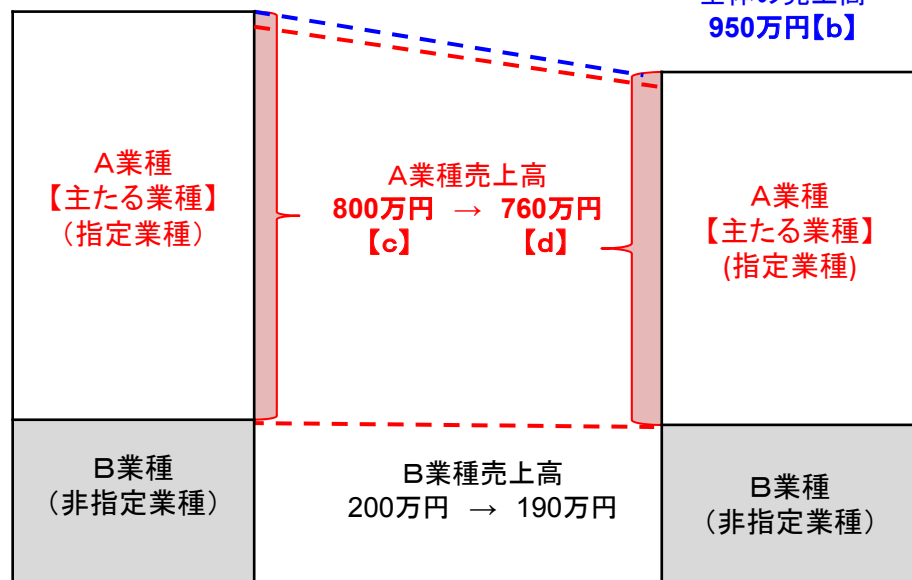 950万円【b】
A業種
【主たる業種】
（指定業種）
A業種売上高
800万円 → 760万円
【c】 【d】
A業種
【主たる業種】
(指定業種)
B業種
（非指定業種）
B業種売上高
200万円 → 190万円
B業種
（非指定業種）